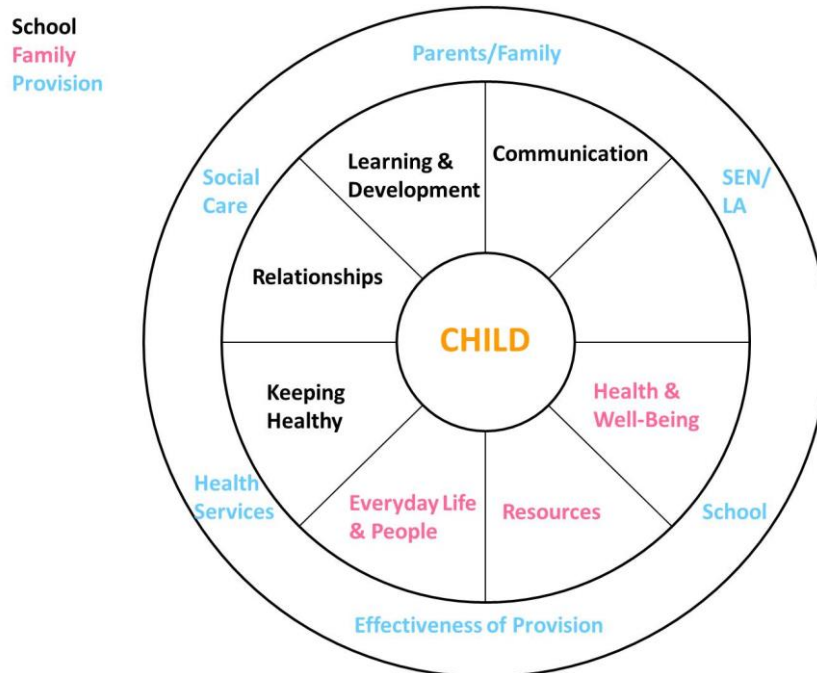 School
Family
Provision
Parents/Family
Social
Care
Learning &
Development
Communication
SEN/
LA
Relationships
CHILD
Keeping
Healthy
Health &
Well-Being
Health
Services
Everyday Life
& People
Resources
School
Effectiveness of Provision